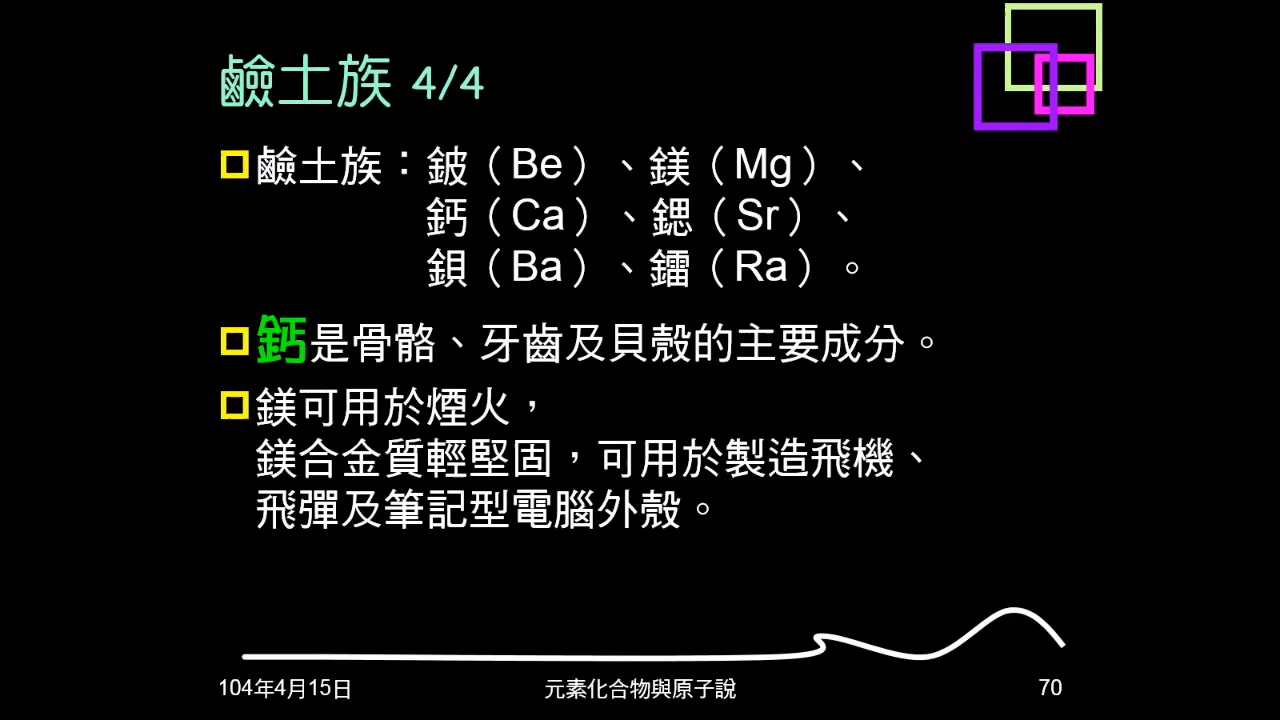 鹼土族 4/4
鹼土族：鈹（Be）、鎂（Mg）、
鈣（Ca）、鍶（Sr）、
鋇（Ba）、鐳（Ra）。
鈣是骨骼、牙齒及貝殼的主要成分。
鎂可用於煙火，
鎂合金質輕堅固，可用於製造飛機、
飛彈及筆記型電腦外殼。
104年4月15日
元素化合物與原子說
70